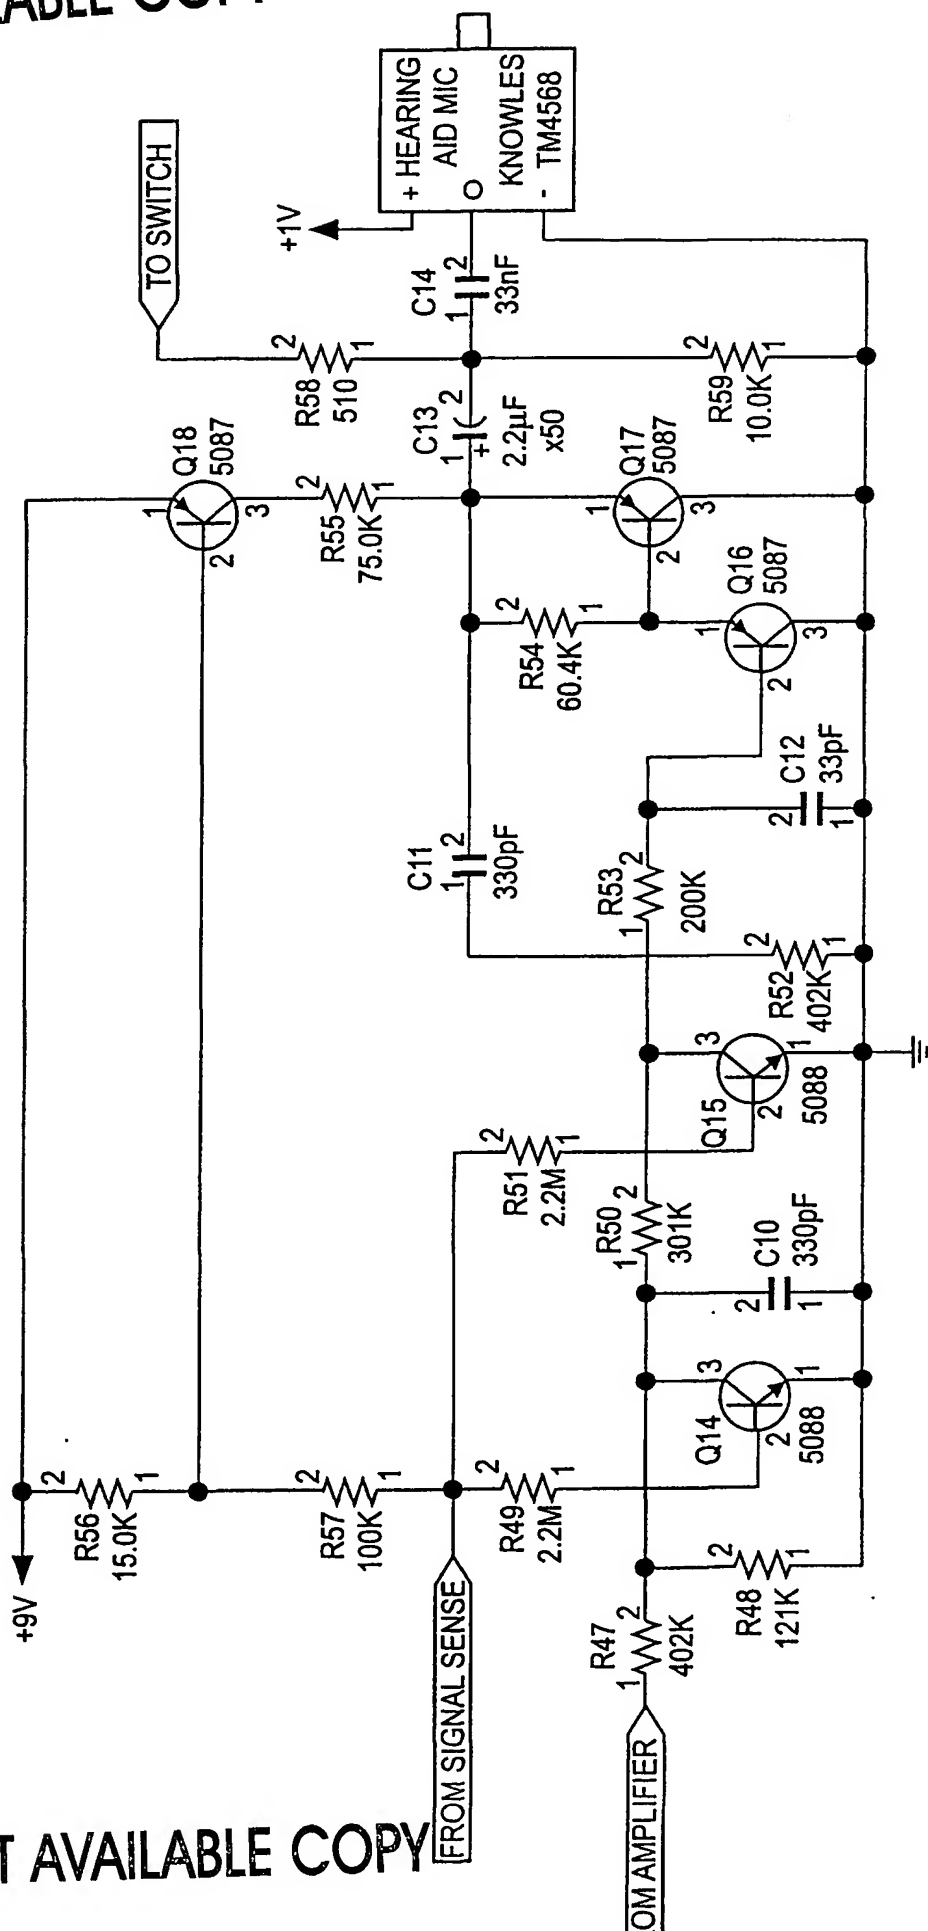 ABLE COPY
+ HEARING
AID MIC
O
KNOWLES
- TM4568
TO SWITCH
+1V
C14
1 2
33nF
R58
510
2 1
C13
1 2
+
2.2µF
x50
R59
10.0K
2 1
Q18
5087
1
2
3
R55
75.0K
2 1
Q17
5087
1
2
3
R54
60.4K
2 1
Q16
5087
1
2
3
C11
1 2
330pF
R53
1 2
200K
C12
33pF
2 1
R52
402K
2 1
Q15
5088
3
2
1
R51
2.2M
2 1
R50
1 2
301K
C10
330pF
2 1
Q14
5088
3
2
1
+9V
R56
15.0K
2 1
R57
100K
2 1
R49
2.2M
2 1
FROM SIGNAL SENSE
R47
1 2
402K
R48
121K
2 1
OM AMPLIFIER
T AVAILABLE COPY